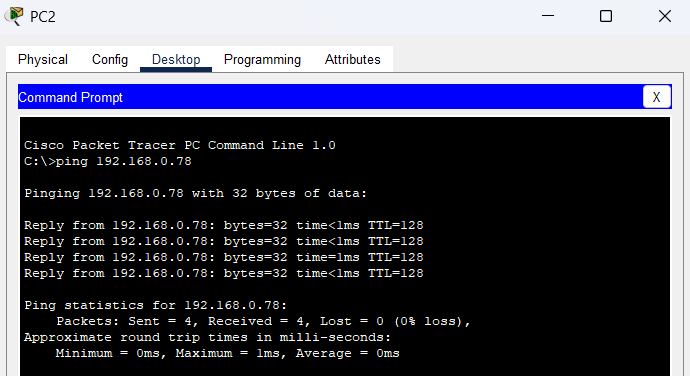 PC2
Physical Config Desktop Programming Attributes
Command Prompt X
Cisco Packet Tracer PC Command Line 1.0
C:\>ping 192.168.0.78
Pinging 192.168.0.78 with 32 bytes of data:
Reply from 192.168.0.78: bytes=32 time<1ms TTL=128
Reply from 192.168.0.78: bytes=32 time<1ms TTL=128
Reply from 192.168.0.78: bytes=32 time=1ms TTL=128
Reply from 192.168.0.78: bytes=32 time<1ms TTL=128
Ping statistics for 192.168.0.78:
Packets: Sent = 4, Received = 4, Lost = 0 (0% loss),
Approximate round trip times in milli-seconds:
Minimum = 0ms, Maximum = 1ms, Average = 0ms